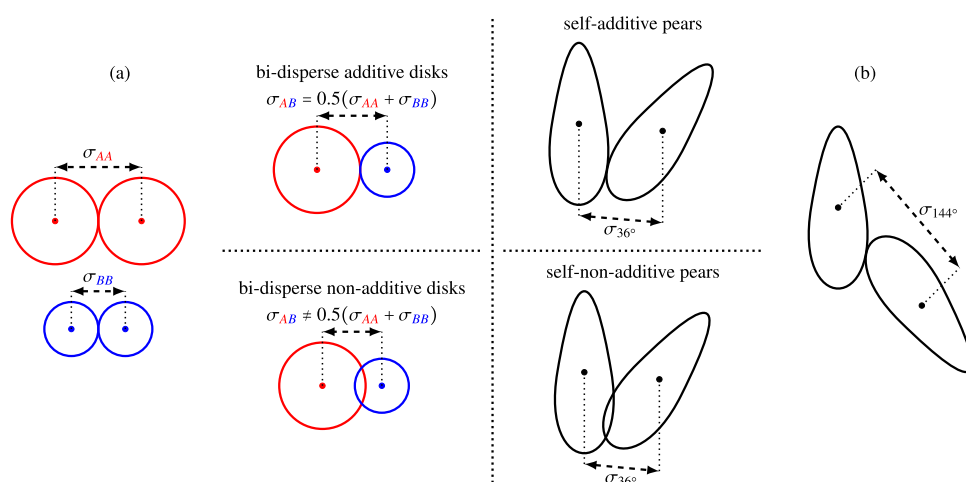 (a)
σAA
σBB
bi-disperse additive disks
σAB = 0.5(σAA + σBB)
bi-disperse non-additive disks
σAB ≠ 0.5(σAA + σBB)
self-additive pears
σ36°
self-non-additive pears
σ36°
(b)
σ144°